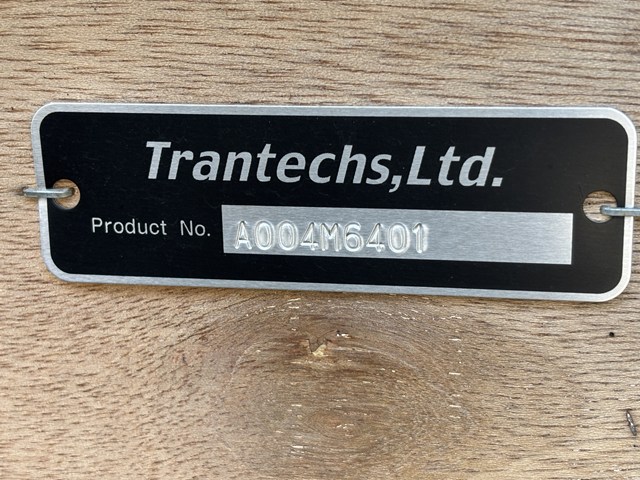 Trantechs,Ltd.
Product No. A004M6401